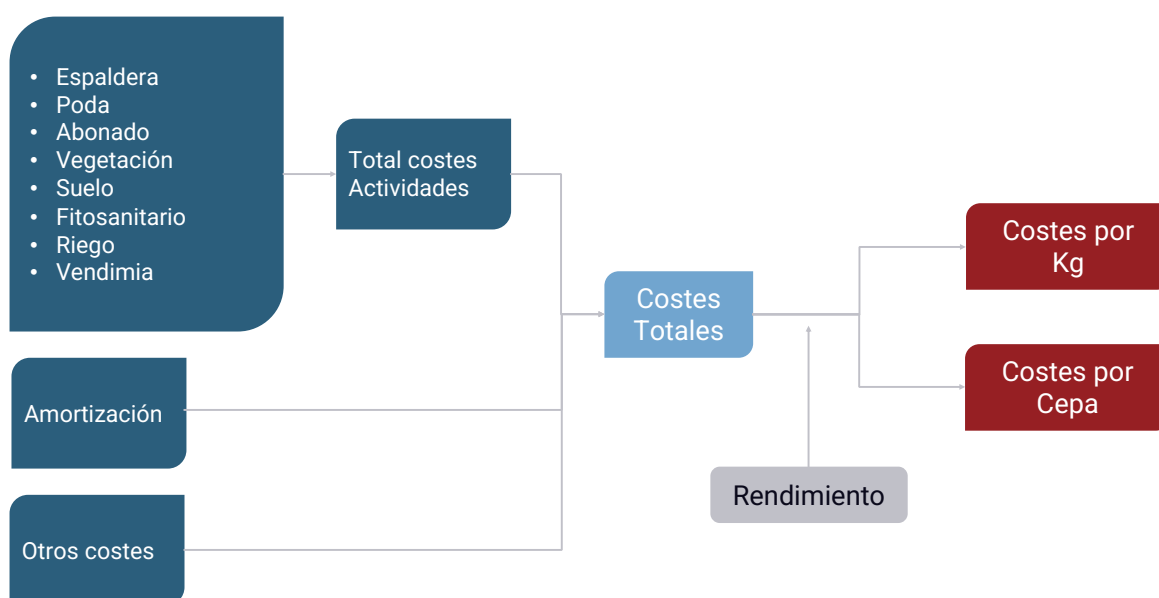 • Espaldera
• Poda
• Abonado
• Vegetación
• Suelo
• Fitosanitario
• Riego
• Vendimia
Total costes
Actividades
Amortización
Otros costes
Costes
Totales
Rendimiento
Costes por
Kg
Costes por
Cepa